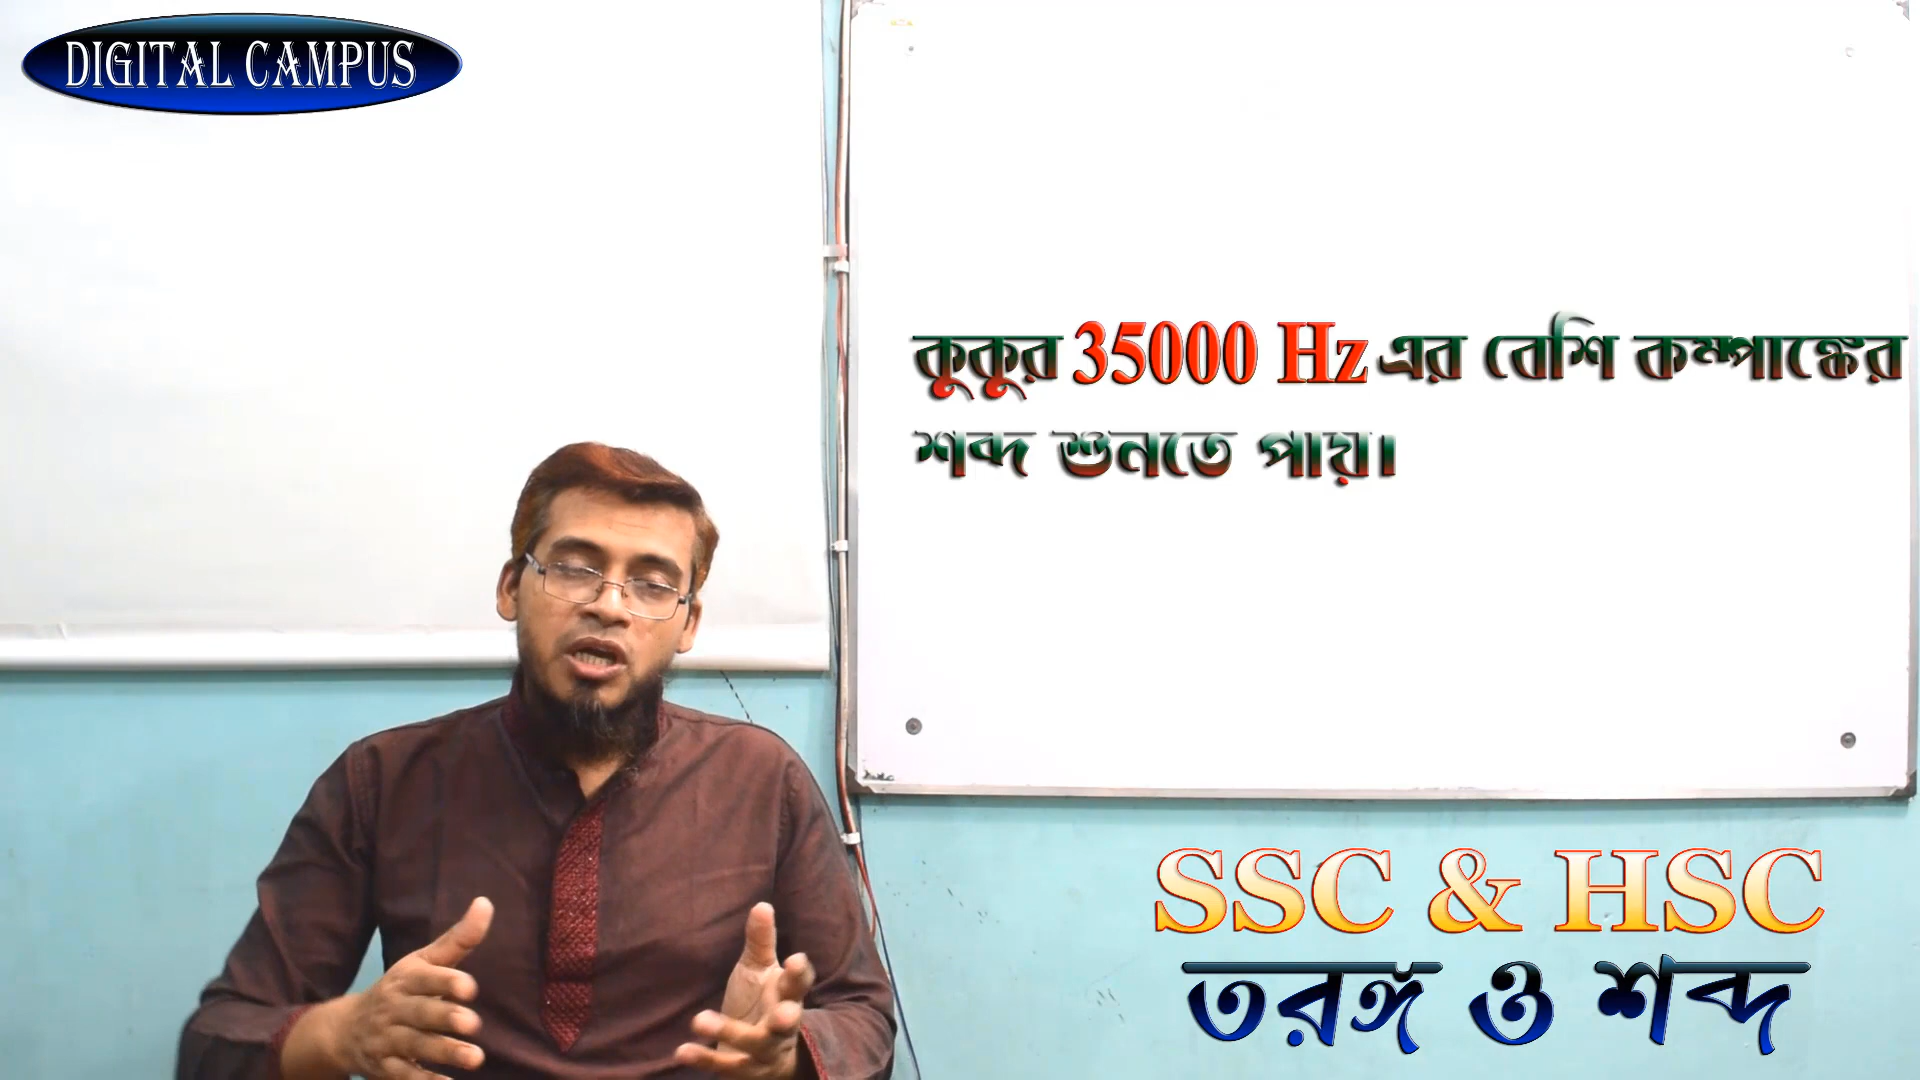 DIGITAL CAMPUS
কুকুর 35000 Hz এর বেশি কম্পাঙ্কের
শব্দ শুনতে পায়।
SSC & HSC
তরঙ্গ ও শব্দ